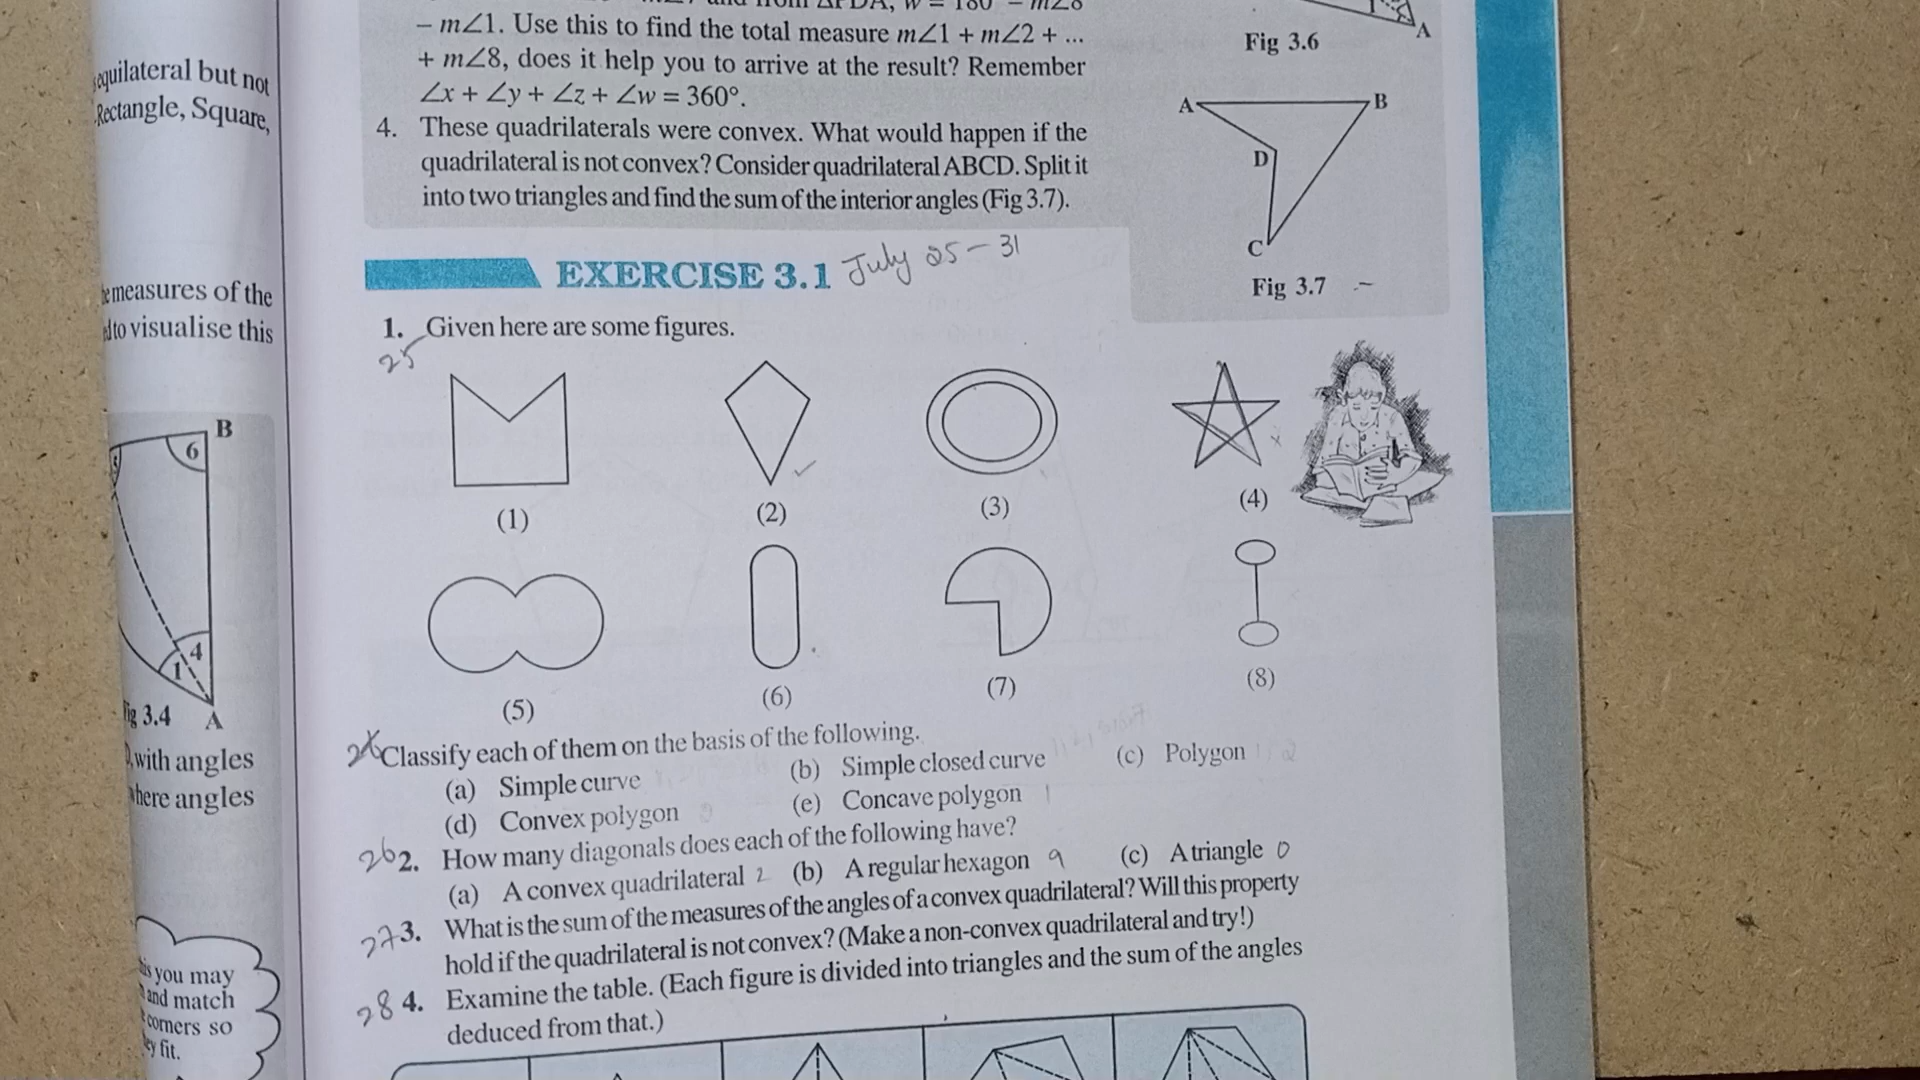 equilateral but not
Rectangle, Square,
measures of the
to visualise this
B
6
4
1
3.4
A
with angles
where angles
you may
and match
corners so
fit.
– m∠1. Use this to find the total measure m∠1 + m∠2 + ...
+ m∠8, does it help you to arrive at the result? Remember
∠x + ∠y + ∠z + ∠w = 360°.
4. These quadrilaterals were convex. What would happen if the
quadrilateral is not convex? Consider quadrilateral ABCD. Split it
into two triangles and find the sum of the interior angles (Fig 3.7).
A
Fig 3.6
A
B
D
C
Fig 3.7
EXERCISE 3.1 July 25 – 31
1. Given here are some figures.
25
(1)
(2)
(3)
(4)
(5)
(6)
(7)
(8)
Classify each of them on the basis of the following.
(a) Simple curve (b) Simple closed curve (c) Polygon
(d) Convex polygon (e) Concave polygon
26 2. How many diagonals does each of the following have?
(a) A convex quadrilateral 2 (b) A regular hexagon 9 (c) A triangle 0
27 3. What is the sum of the measures of the angles of a convex quadrilateral? Will this property
hold if the quadrilateral is not convex? (Make a non-convex quadrilateral and try!)
28 4. Examine the table. (Each figure is divided into triangles and the sum of the angles
deduced from that.)